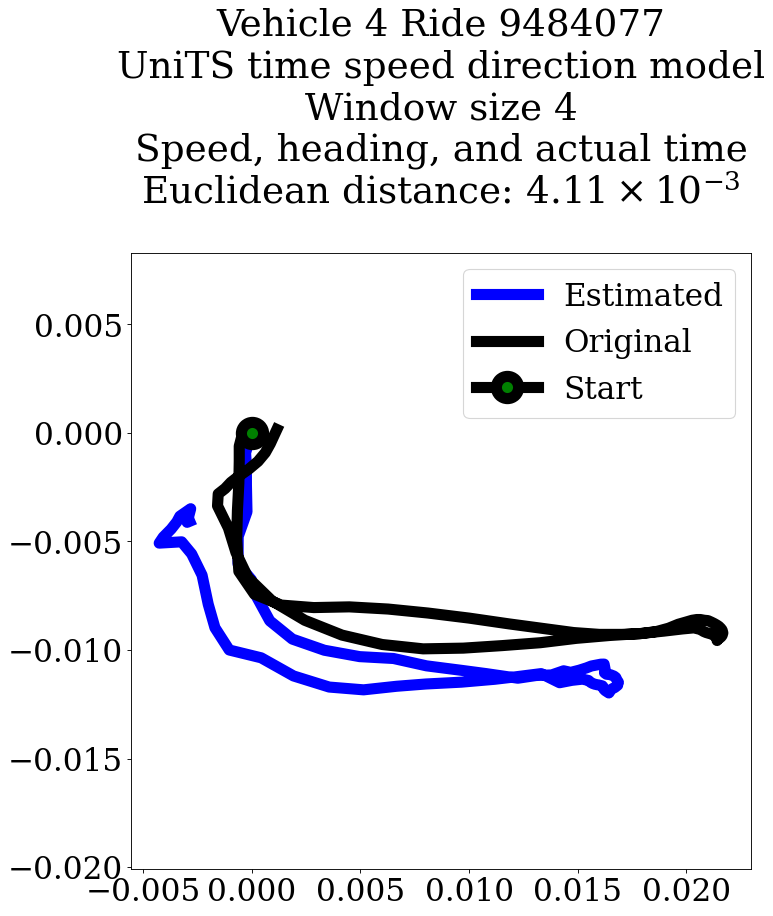 Vehicle 4 Ride 9484077
UniTS time speed direction model
Window size 4
Speed, heading, and actual time
Euclidean distance: 4.11 × 10⁻³
Estimated
Original
Start
0.005
0.000
−0.005
−0.010
−0.015
−0.020
−0.005 0.000 0.005 0.010 0.015 0.020